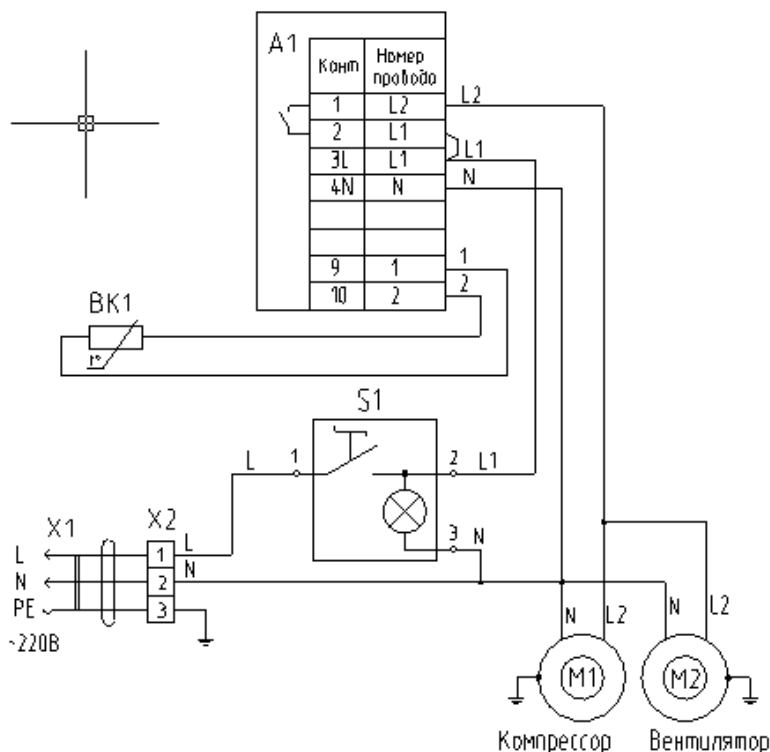 A1
Конт Номер провода
1 L2
2 L1
3L L1
4N N
9 1
10 2
L2
L1
N
1
2
BK1
t°
S1
L 1 2 L1
3 N
X1 X2
L 1 L
N 2 N
PE 3
~220В
N L2 N L2
M1 M2
Компрессор Вентилятор